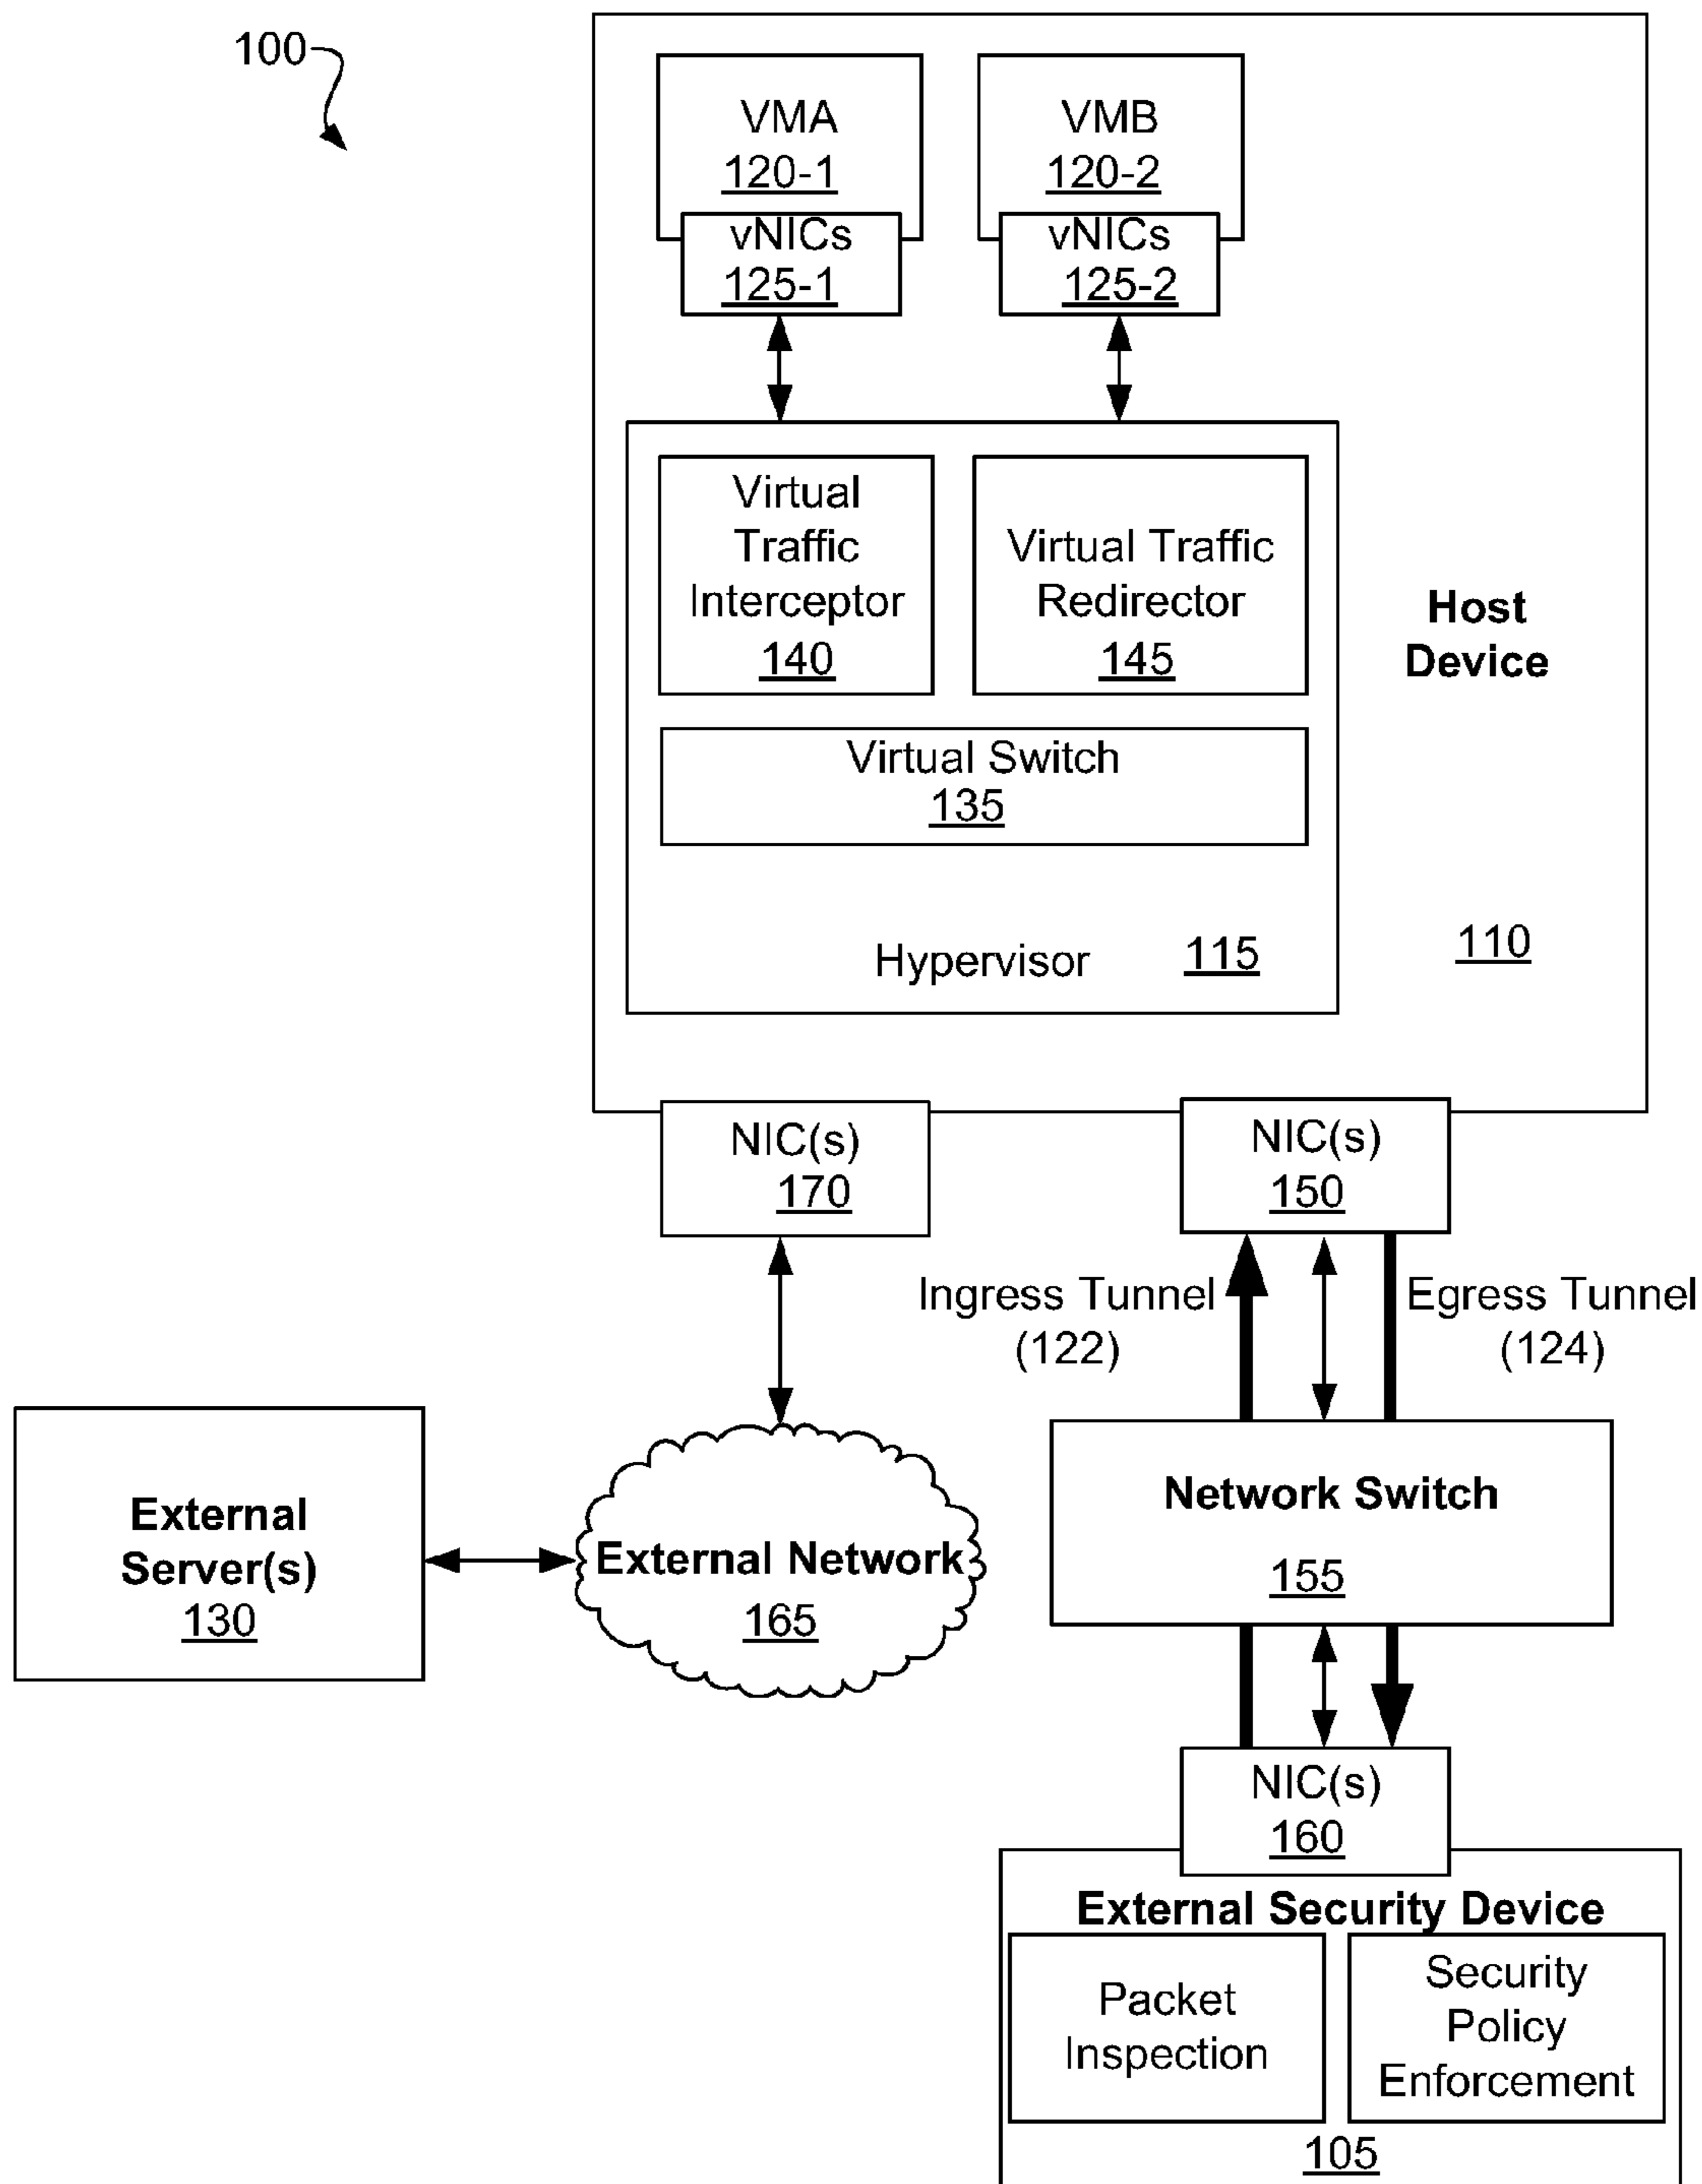 100
VMA
120-1
vNICs
125-1
VMB
120-2
vNICs
125-2
Virtual
Traffic
Interceptor
140
Virtual Traffic
Redirector
145
Host
Device
Virtual Switch
135
Hypervisor 115
110
NIC(s)
170
NIC(s)
150
Ingress Tunnel
(122)
Egress Tunnel
(124)
External
Server(s)
130
External Network
165
Network Switch
155
NIC(s)
160
External Security Device
Packet
Inspection
Security
Policy
Enforcement
105